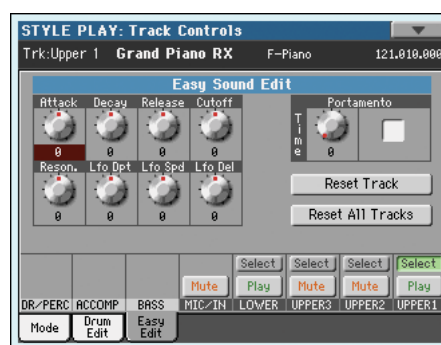 STYLE PLAY: Track Controls
Trk:Upper 1 Grand Piano RX F-Piano 121.010.000
Easy Sound Edit
Attack Decay Release Cutoff Portamento
Time
0 0 0 0 0
Reson. Lfo Dpt Lfo Spd Lfo Del
Reset Track
0 0 0 0 Reset All Tracks
Select Select Select Select
Mute Play Mute Mute Play
DR/PERC ACCOMP BASS MIC/IN LOWER UPPER3 UPPER2 UPPER1
Mode Drum Edit Easy Edit